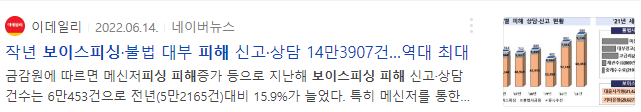 이데일리 2022.06.14. 네이버뉴스
작년 보이스피싱·불법 대부 피해 신고·상담 14만3907건...역대 최대
금감원에 따르면 메신저피싱 피해증가 등으로 지난해 보이스피싱 피해 신고·상담
건수는 6만453건으로 전년(5만2165건)대비 15.9%가 늘었다. 특히 메신저를 통한...